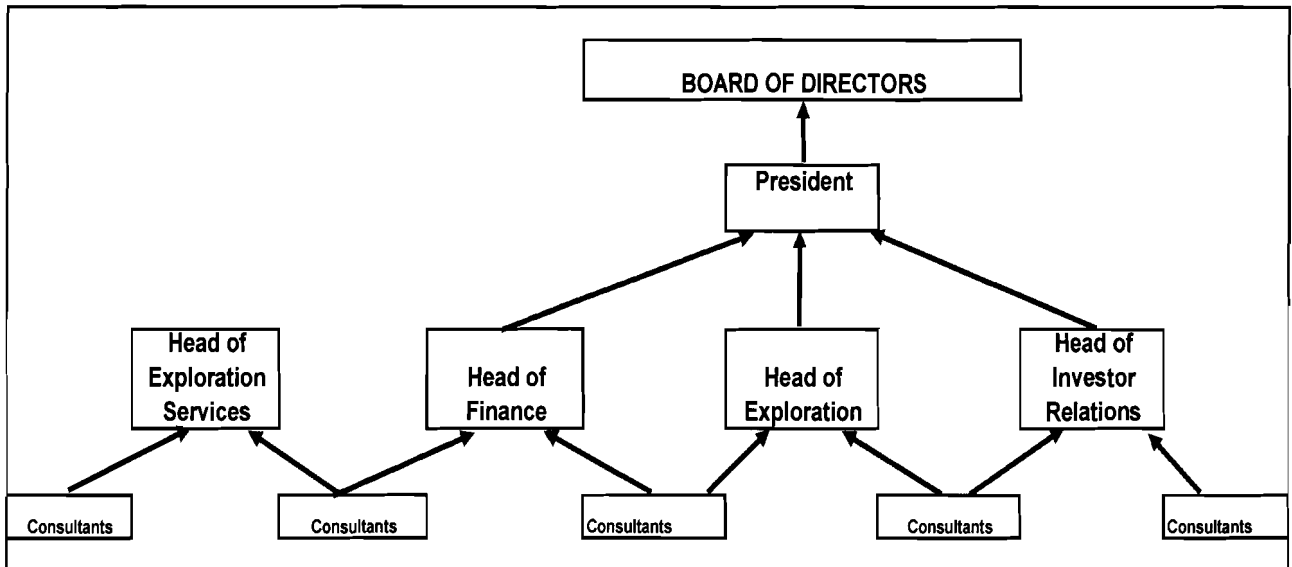 BOARD OF DIRECTORS
President
Head of
Exploration
Services
Head of
Finance
Head of
Exploration
Head of
Investor
Relations
Consultants
Consultants
Consultants
Consultants
Consultants